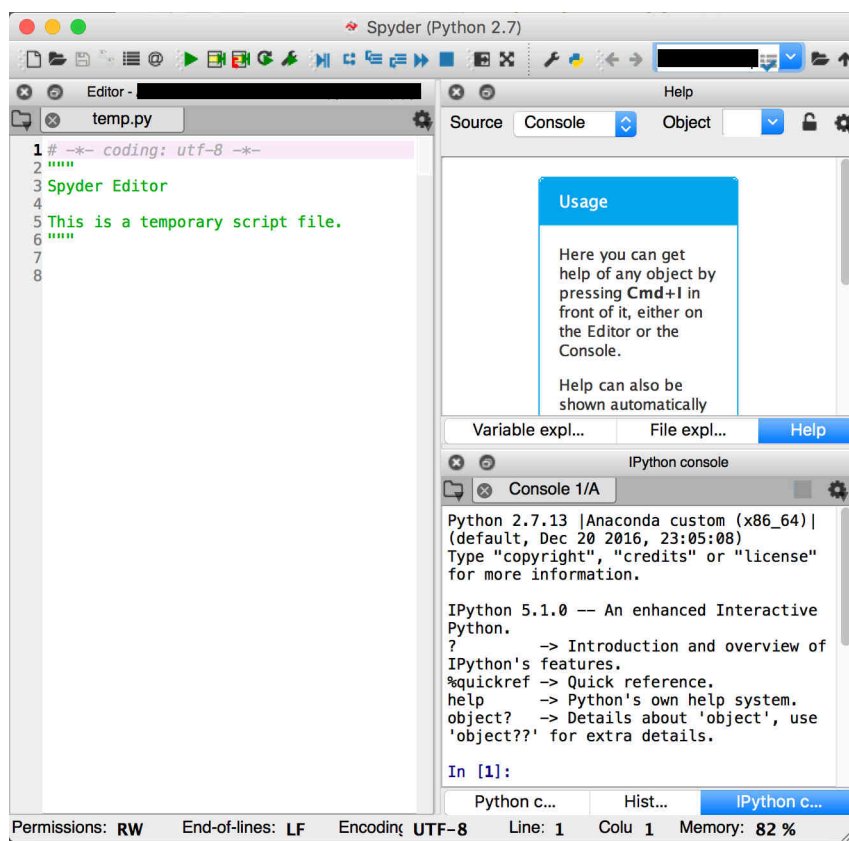 Spyder (Python 2.7)
Editor -
temp.py
1 # -*- coding: utf-8 -*-
2 """
3 Spyder Editor
4
5 This is a temporary script file.
6 """
7
8
Help
Source Console Object
Usage
Here you can get
help of any object by
pressing Cmd+I in
front of it, either on
the Editor or the
Console.
Help can also be
shown automatically
Variable expl... File expl... Help
IPython console
Console 1/A
Python 2.7.13 |Anaconda custom (x86_64)|
(default, Dec 20 2016, 23:05:08)
Type "copyright", "credits" or "license"
for more information.
IPython 5.1.0 -- An enhanced Interactive
Python.
? -> Introduction and overview of
IPython's features.
%quickref -> Quick reference.
help -> Python's own help system.
object? -> Details about 'object', use
'object??' for extra details.
In [1]:
Python c... Hist... IPython c...
Permissions: RW End-of-lines: LF Encoding UTF-8 Line: 1 Colu 1 Memory: 82 %